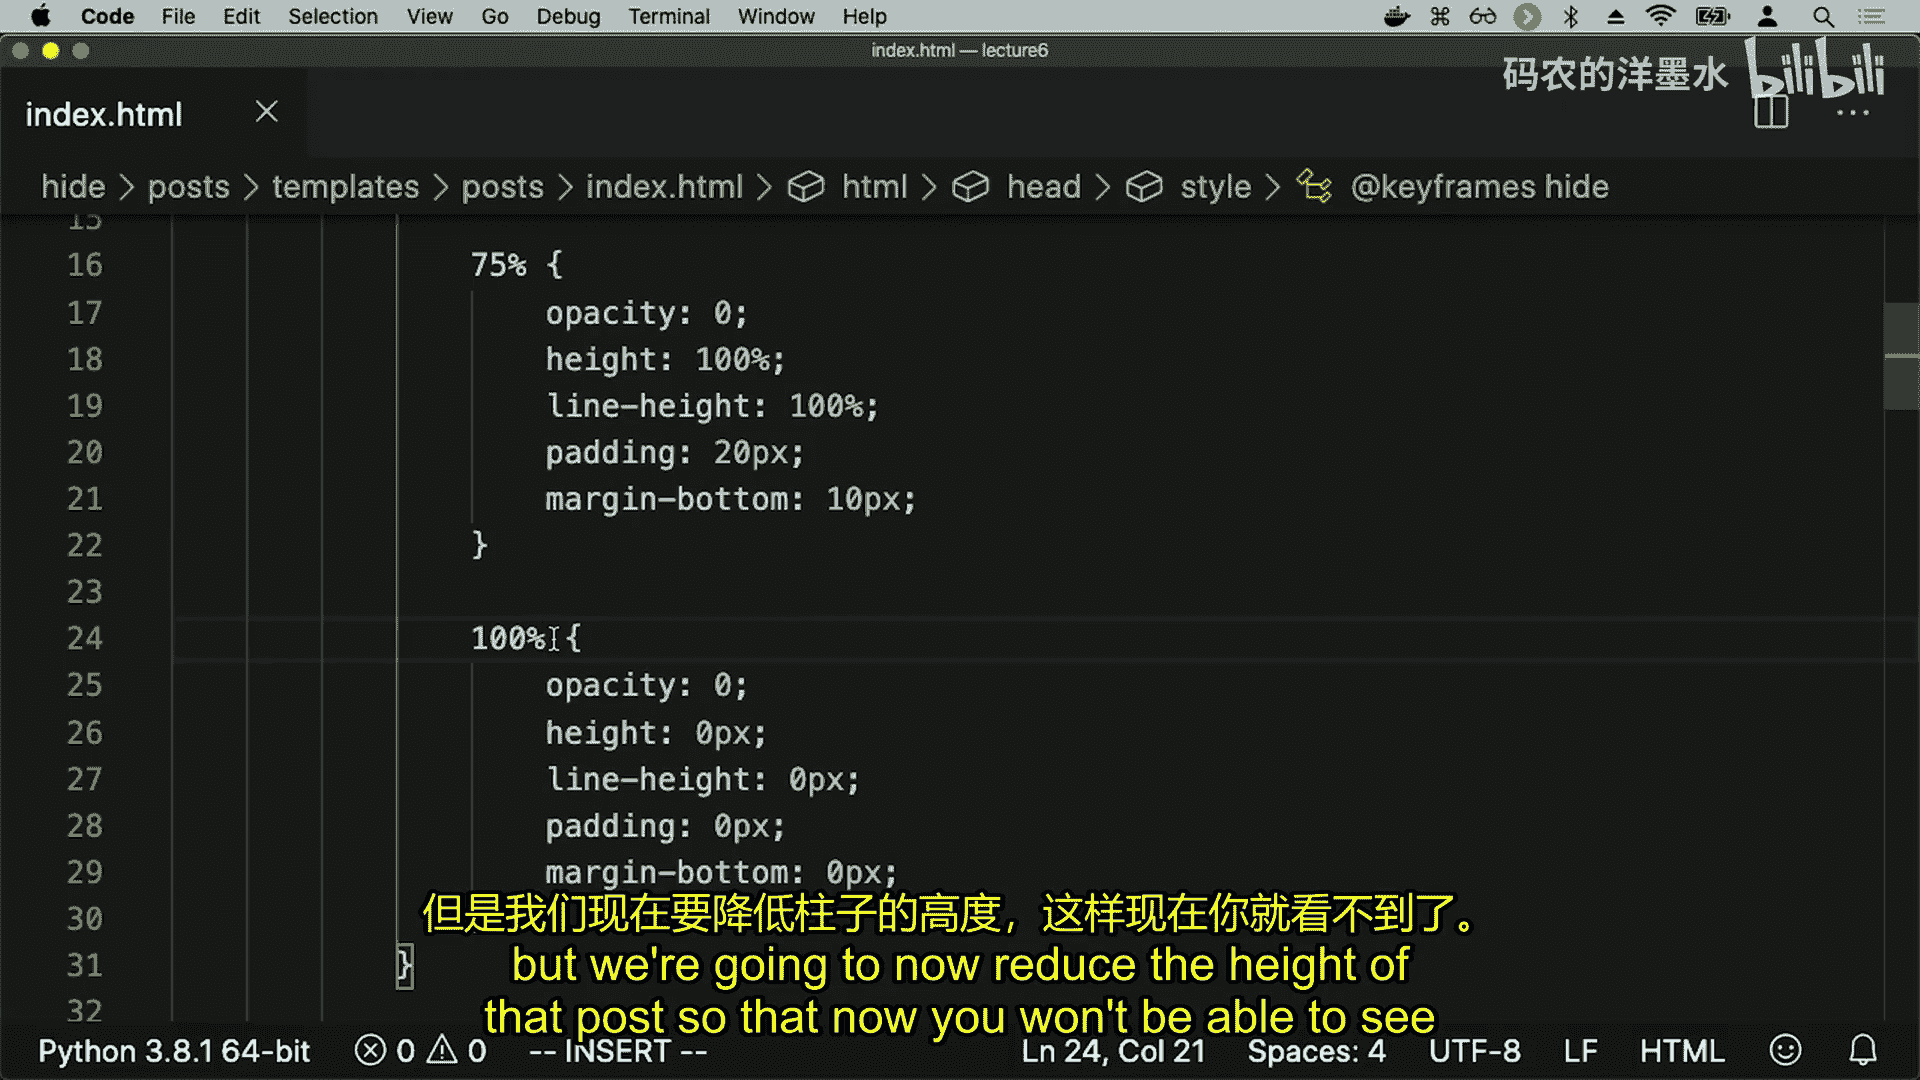 Code File Edit Selection View Go Debug Terminal Window Help
index.html — lecture6
码农的洋墨水 bilibili
index.html
hide > posts > templates > posts > index.html > html > head > style > @keyframes hide
15
16 75% {
17 opacity: 0;
18 height: 100%;
19 line-height: 100%;
20 padding: 20px;
21 margin-bottom: 10px;
22 }
23
24 100% {
25 opacity: 0;
26 height: 0px;
27 line-height: 0px;
28 padding: 0px;
29 margin-bottom: 0px;
30
31 }
32
但是我们现在要降低柱子的高度，这样现在你就看不到了。
but we're going to now reduce the height of
that post so that now you won't be able to see
Python 3.8.1 64-bit 0 0 -- INSERT -- Ln 24, Col 21 Spaces: 4 UTF-8 LF HTML